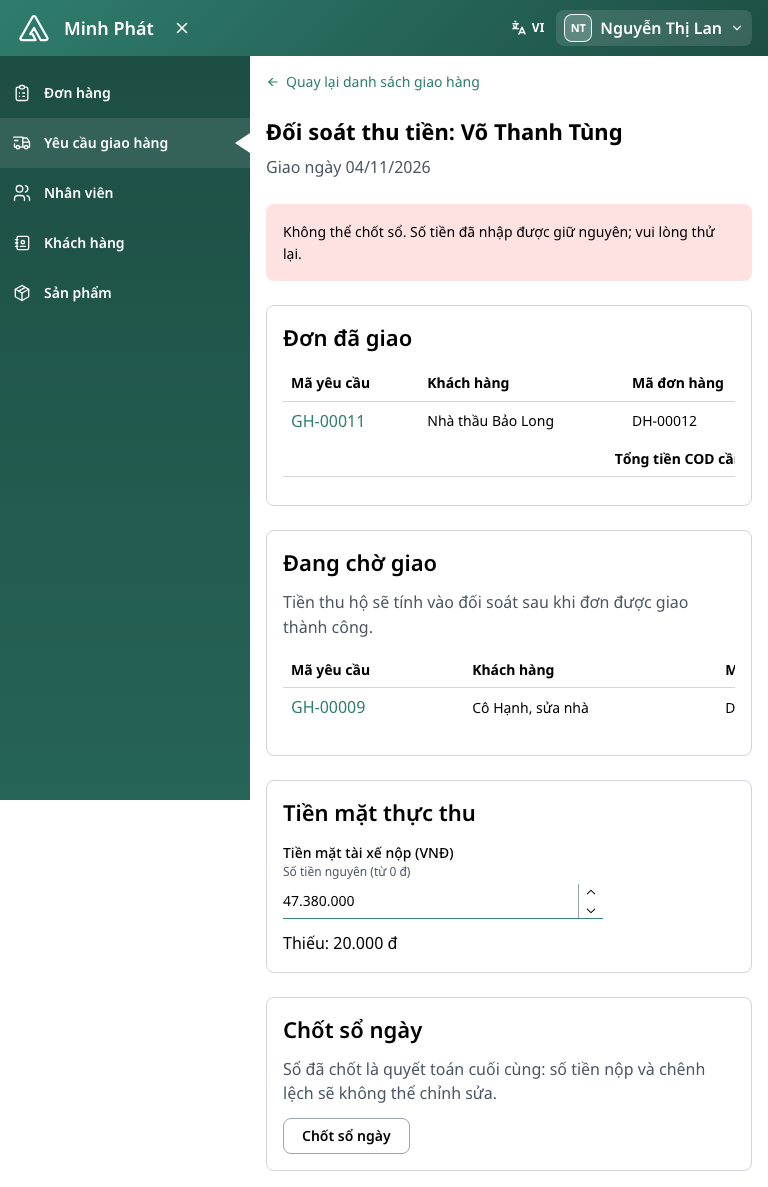 Minh Phát
VI
NT
Nguyễn Thị Lan
Đơn hàng
Yêu cầu giao hàng
Nhân viên
Khách hàng
Sản phẩm
Quay lại danh sách giao hàng
Đối soát thu tiền: Võ Thanh Tùng
Giao ngày 04/11/2026
Không thể chốt sổ. Số tiền đã nhập được giữ nguyên; vui lòng thử
lại.
Đơn đã giao
Mã yêu cầu Khách hàng Mã đơn hàng
GH-00011 Nhà thầu Bảo Long DH-00012
Tổng tiền COD
Đang chờ giao
Tiền thu hộ sẽ tính vào đối soát sau khi đơn được giao
thành công.
Mã yêu cầu Khách hàng
GH-00009 Cô Hạnh, sửa nhà
Tiền mặt thực thu
Tiền mặt tài xế nộp (VNĐ)
Số tiền nguyên (từ 0 đ)
47.380.000
Thiếu: 20.000 đ
Chốt sổ ngày
Sổ đã chốt là quyết toán cuối cùng: số tiền nộp và chênh
lệch sẽ không thể chỉnh sửa.
Chốt sổ ngày